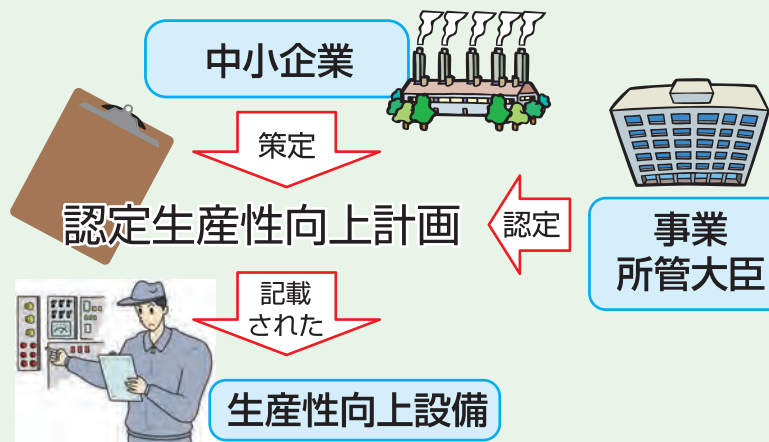 中小企業
策定
認定生産性向上計画
認定
事業
所管大臣
記載
された
生産性向上設備